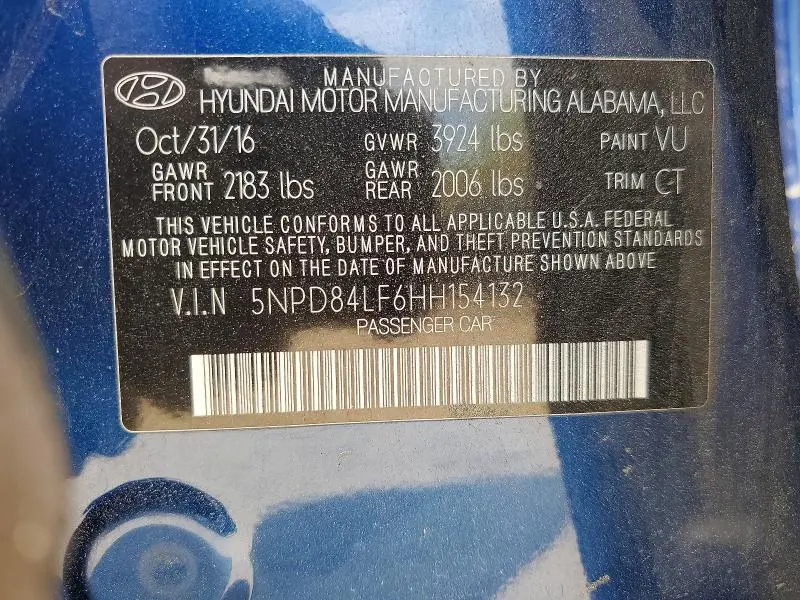 MANUFACTURED BY
HYUNDAI MOTOR MANUFACTURING ALABAMA, LLC
Oct/31/16 GVWR 3924 lbs PAINT VU
GAWR FRONT 2183 lbs GAWR REAR 2006 lbs TRIM CT
THIS VEHICLE CONFORMS TO ALL APPLICABLE U.S.A. FEDERAL
MOTOR VEHICLE SAFETY, BUMPER, AND THEFT PREVENTION STANDARDS
IN EFFECT ON THE DATE OF MANUFACTURE SHOWN ABOVE
V.I.N 5NPD84LF6HH154132
PASSENGER CAR